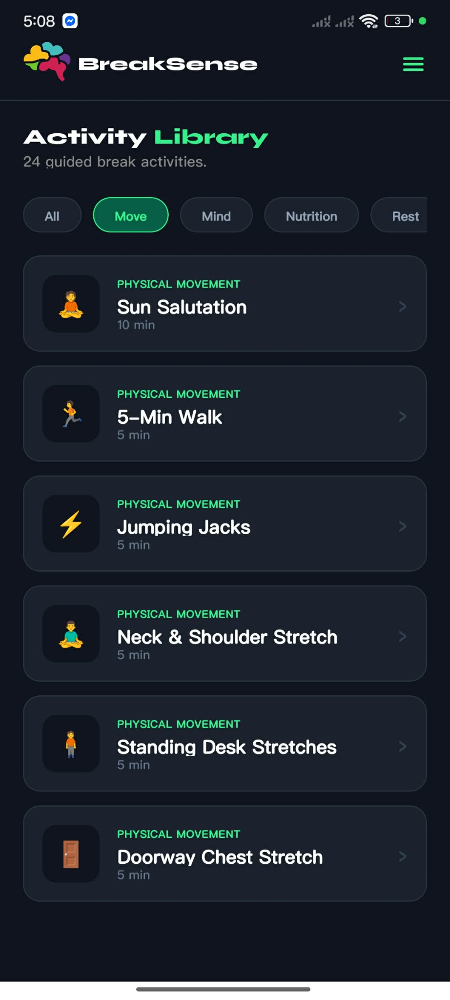 5:08
3
BreakSense
Activity Library
24 guided break activities.
All Move Mind Nutrition Rest
PHYSICAL MOVEMENT
Sun Salutation
10 min
PHYSICAL MOVEMENT
5-Min Walk
5 min
PHYSICAL MOVEMENT
Jumping Jacks
5 min
PHYSICAL MOVEMENT
Neck & Shoulder Stretch
5 min
PHYSICAL MOVEMENT
Standing Desk Stretches
5 min
PHYSICAL MOVEMENT
Doorway Chest Stretch
5 min